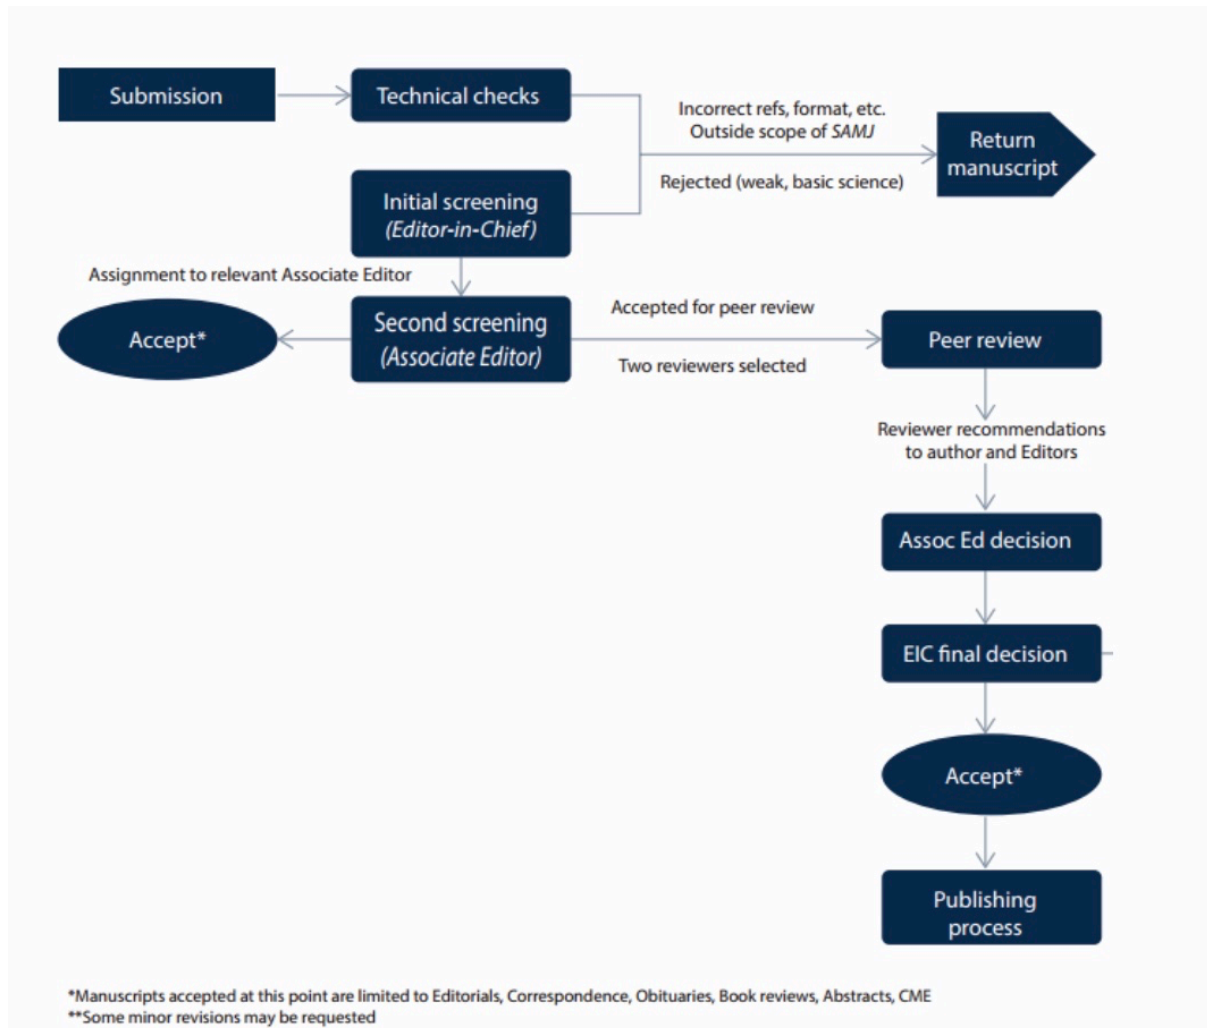 Submission
Technical checks
Incorrect refs, format, etc.
Outside scope of SAMJ
Return
manuscript
Rejected (weak, basic science)
Initial screening
(Editor-in-Chief)
Assignment to relevant Associate Editor
Accept*
Second screening
(Associate Editor)
Accepted for peer review
Two reviewers selected
Peer review
Reviewer recommendations
to author and Editors
Assoc Ed decision
EIC final decision
Accept*
Publishing
process
*Manuscripts accepted at this point are limited to Editorials, Correspondence, Obituaries, Book reviews, Abstracts, CME
**Some minor revisions may be requested